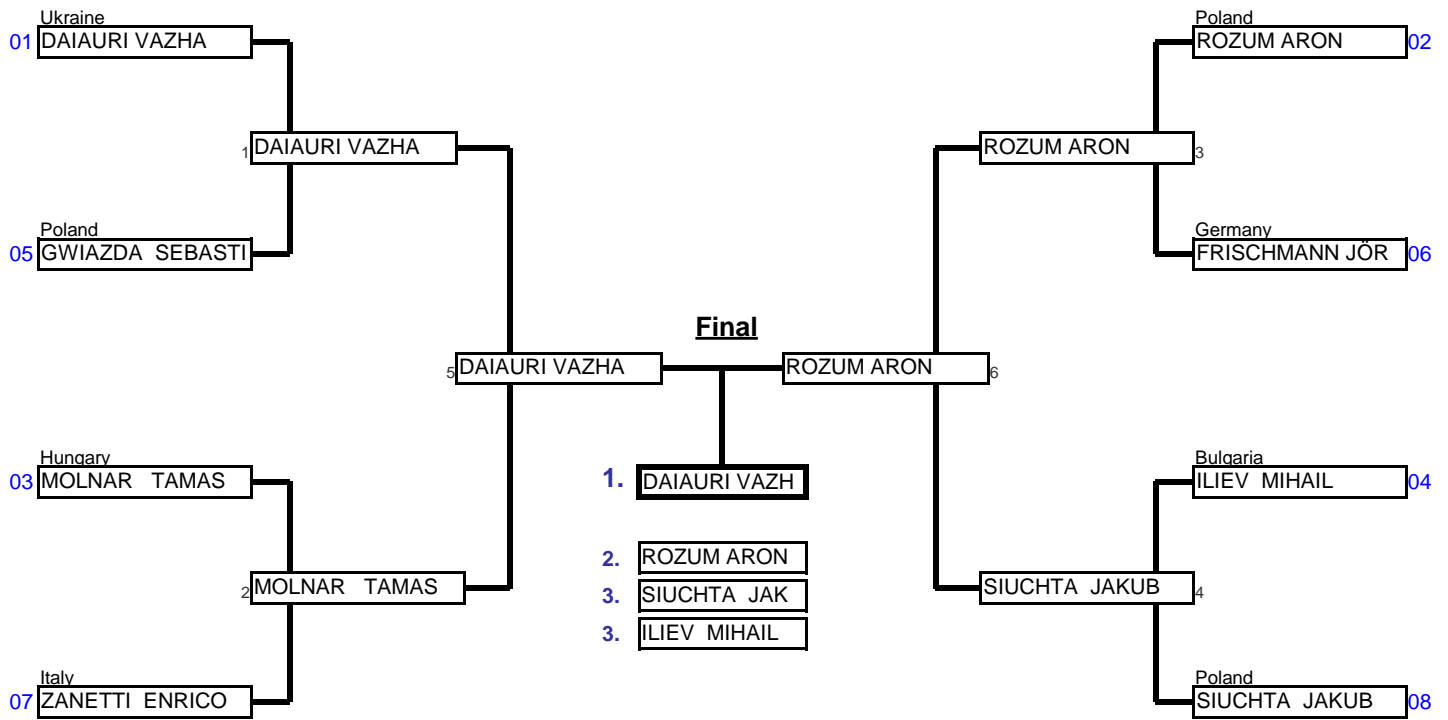 Ukraine
01 DAIAURI VAZHA
Poland
ROZUM ARON 02
1 DAIAURI VAZHA
ROZUM ARON 3
Poland
05 GWIAZDA SEBASTI
Germany
FRISCHMANN JÖR 06
Final
5 DAIAURI VAZHA
ROZUM ARON 6
Hungary
03 MOLNAR TAMAS
1. DAIAURI VAZH
Bulgaria
ILIEV MIHAIL 04
2. ROZUM ARON
2 MOLNAR TAMAS
3. SIUCHTA JAK
SIUCHTA JAKUB 4
3. ILIEV MIHAIL
Italy
07 ZANETTI ENRICO
Poland
SIUCHTA JAKUB 08